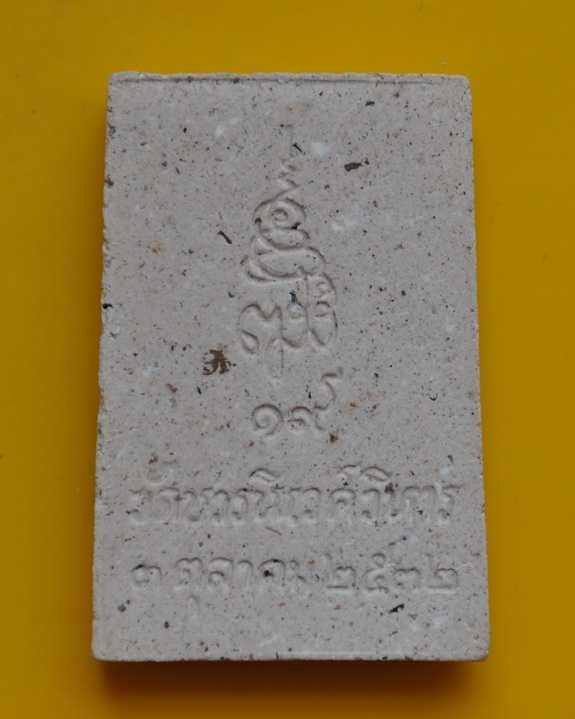 ๑๙
วัดบวรนิเวศวิหาร
๓ ตุลาคม ๒๕๓๒